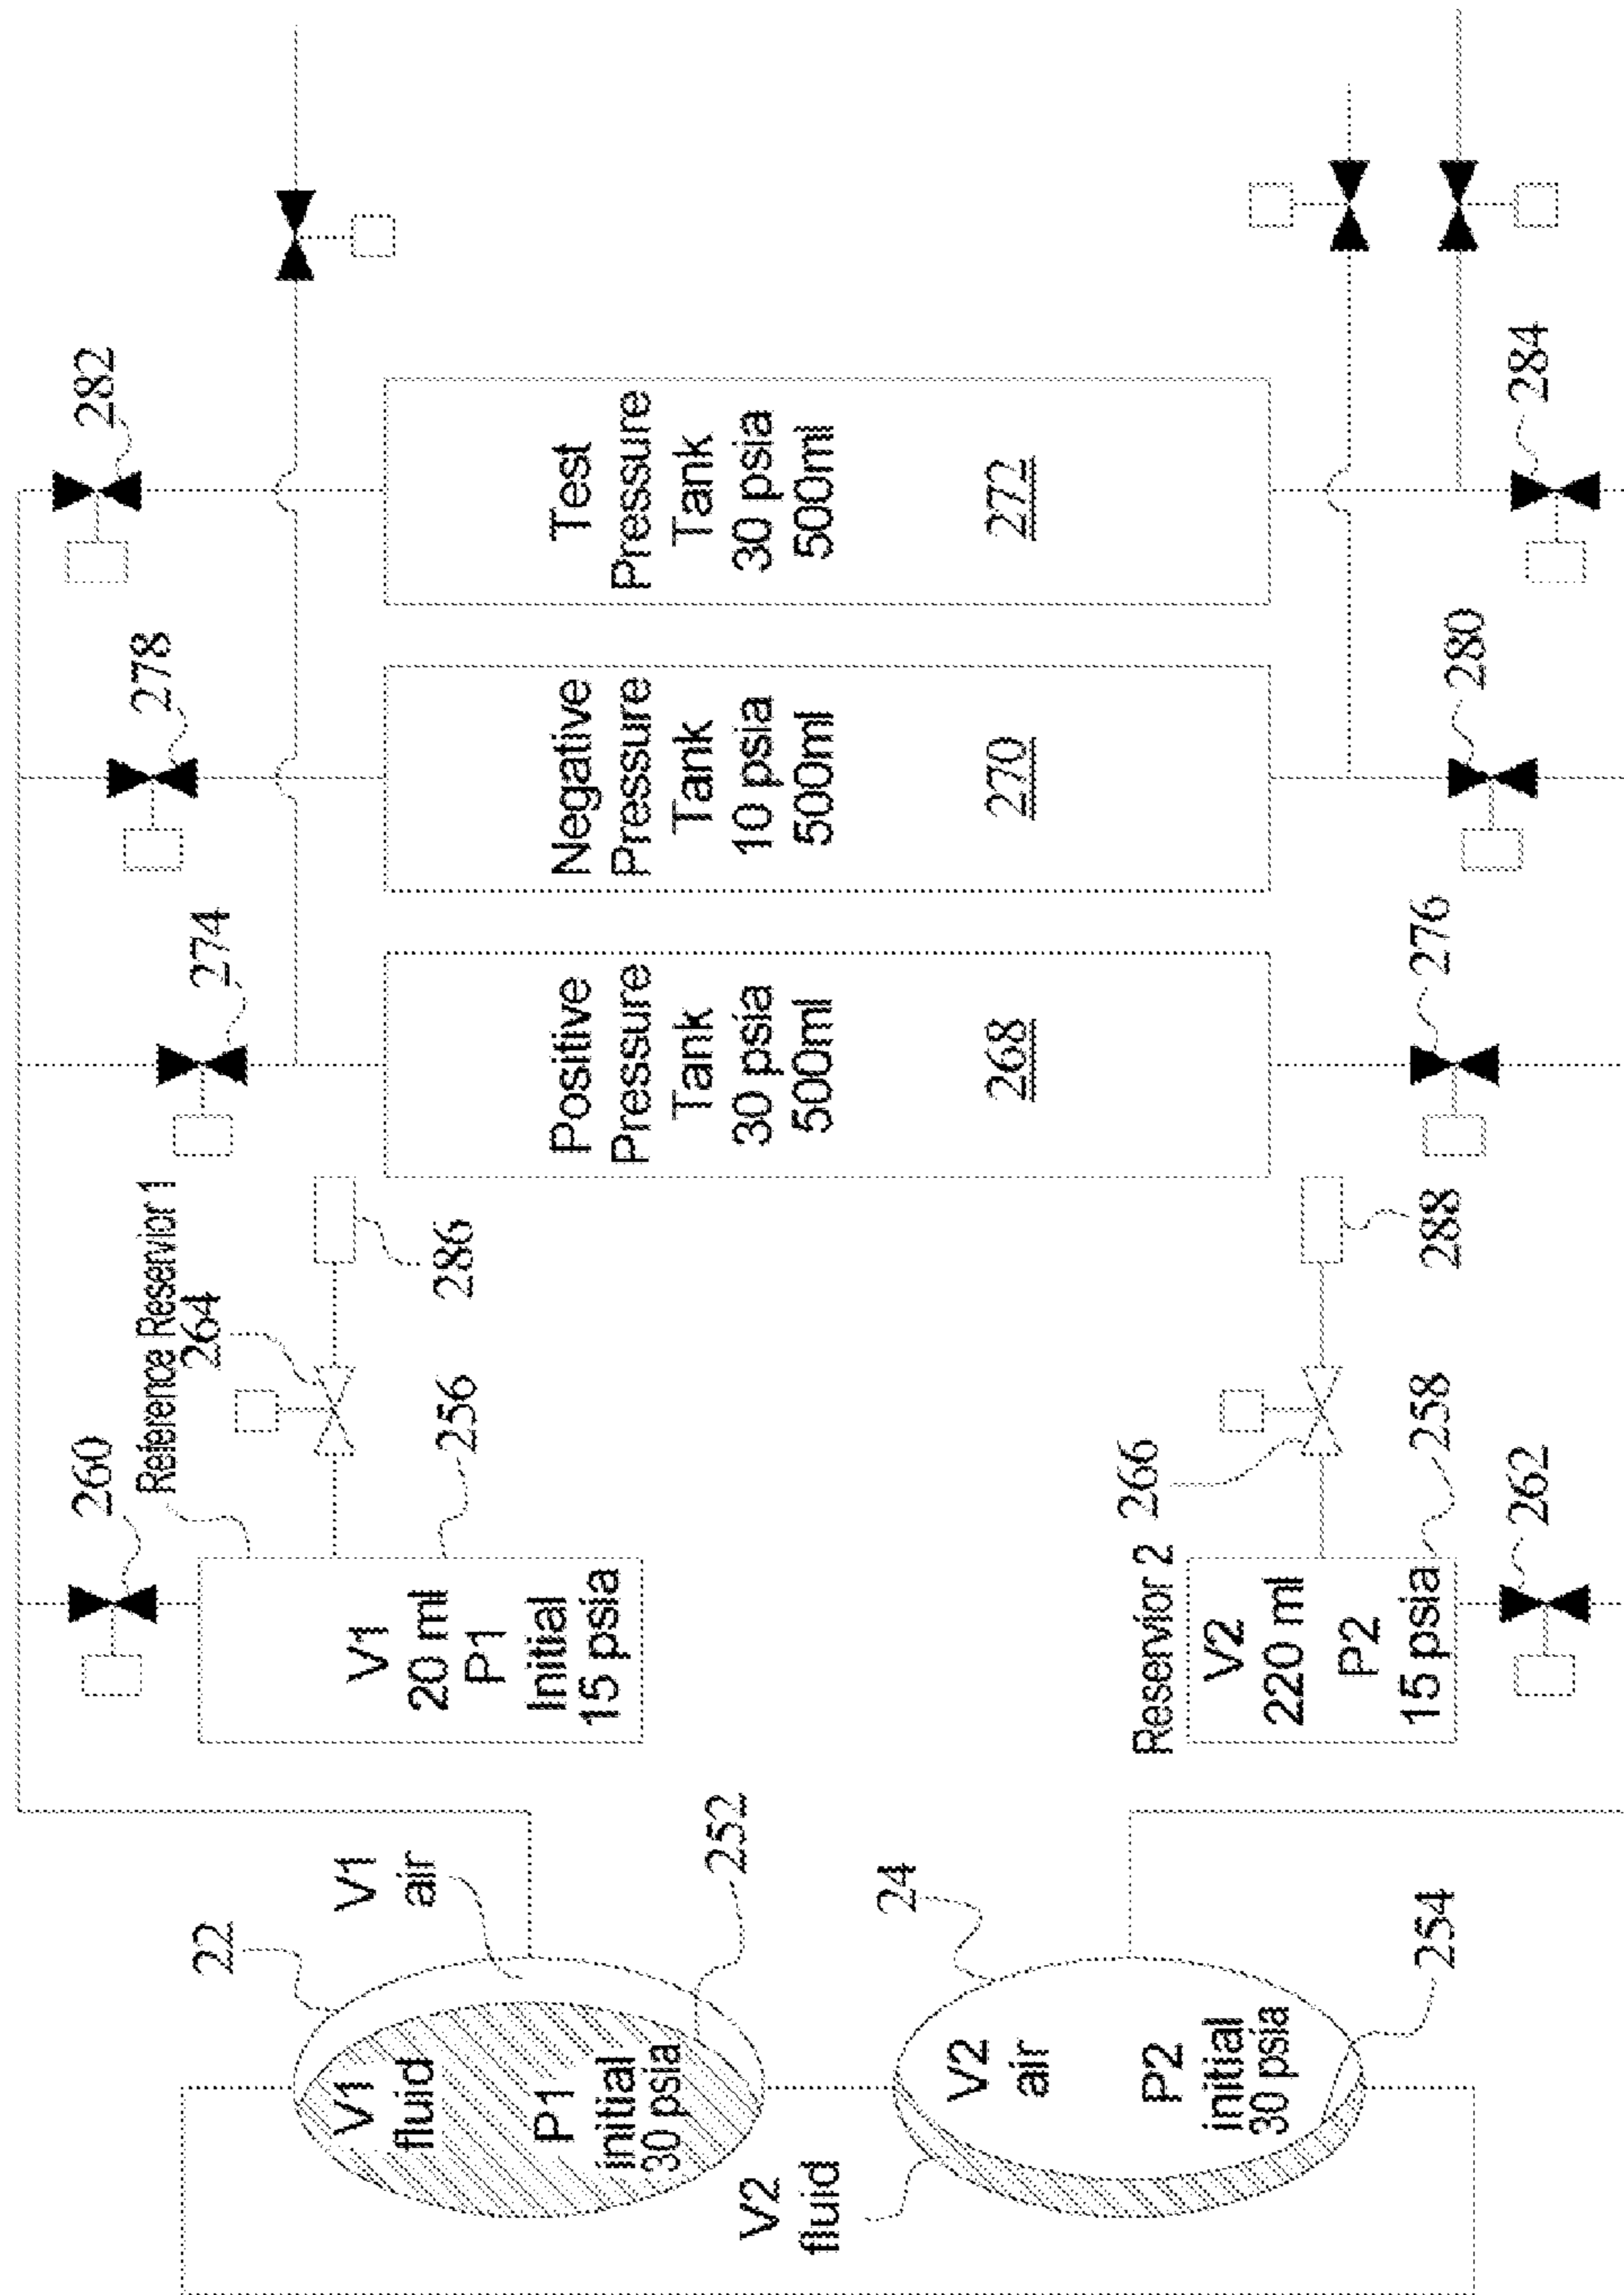 22
V1
air
V1
fluid
P1
initial
30 psia
252
V2
fluid
24
V2
air
P2
initial
30 psia
254
260
Reference Reservior 1
264
V1
20 ml
P1
Initial
15 psia
256
286
Reservior 2
266
V2
220 ml
P2
15 psia
258
262
288
274
278
282
Positive
Pressure
Tank
30 psia
500ml
268
Negative
Pressure
Tank
10 psia
500ml
270
Test
Pressure
Tank
30 psia
500ml
272
276
280
284